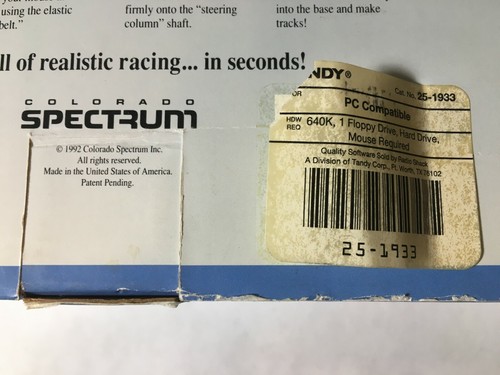 using the elastic
belt."
firmly onto the "steering
column" shaft.
into the base and make
tracks!
ll of realistic racing... in seconds!
COLORADO
SPECTRUM
© 1992 Colorado Spectrum Inc.
All rights reserved.
Made in the United States of America.
Patent Pending.
NDY®
Cat. No. 25-1933
OR
PC Compatible
HDW REQ
640K, 1 Floppy Drive, Hard Drive,
Mouse Required
Quality Software Sold by Radio Shack
A Division of Tandy Corp., Ft. Worth, TX 76102
25-1933